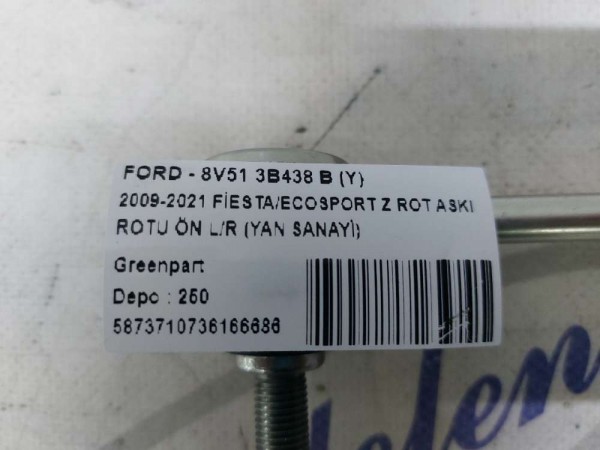 FORD - 8V51 3B438 B (Y)
2009-2021 FİESTA/ECOSPORT Z ROT ASKI
ROTU ÖN L/R (YAN SANAYİ)
Greenpart
Depo : 250
5873710736166686